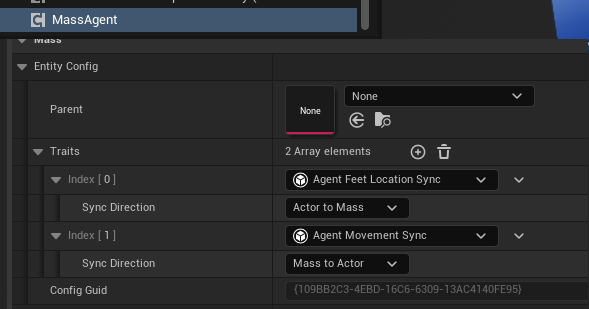 MassAgent
Mass
Entity Config
Parent
None
None
Traits
2 Array elements
Index [ 0 ]
Agent Feet Location Sync
Sync Direction
Actor to Mass
Index [ 1 ]
Agent Movement Sync
Sync Direction
Mass to Actor
Config Guid
{109BB2C3-4EBD-16C6-6309-13AC4140FE95}